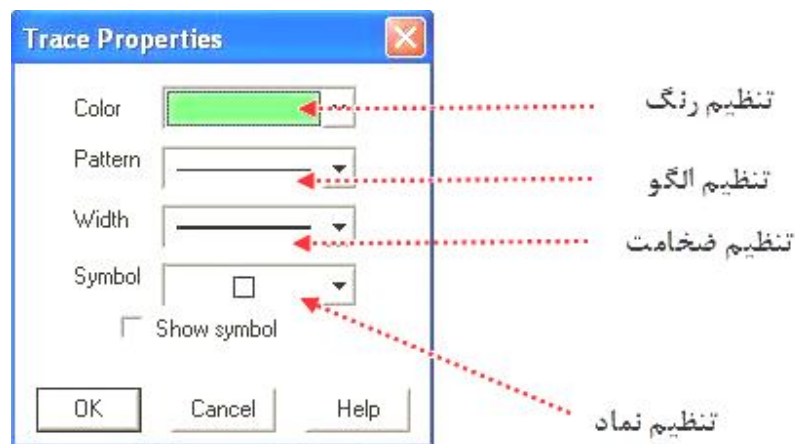 Trace Properties
Color
تنظیم رنگ
Pattern
تنظیم الگو
Width
تنظیم ضخامت
Symbol
Show symbol
OK Cancel Help
تنظیم نماد